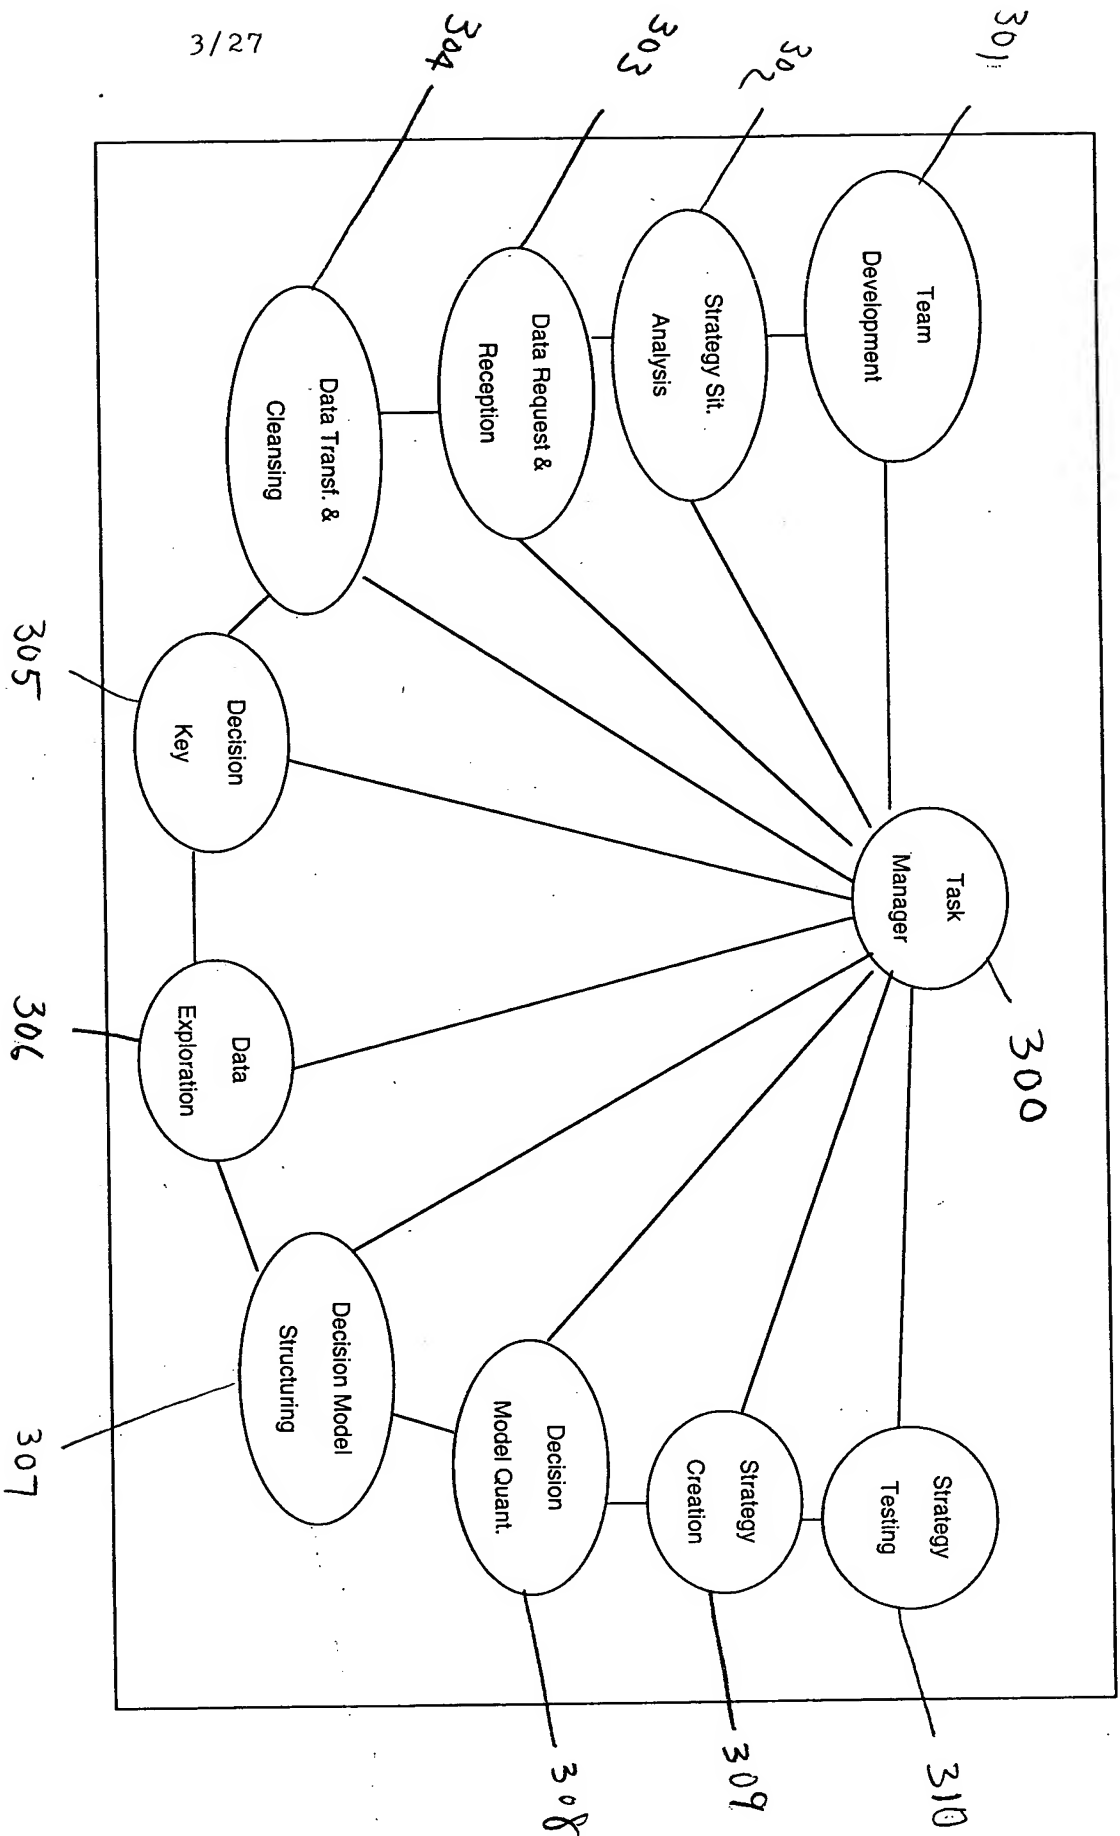 3/27
300
Task
Manager
301
Team
Development
302
Strategy Sit.
Analysis
303
Data Request &
Reception
304
Data Transf. &
Cleansing
305
Decision
Key
306
Data
Exploration
307
Decision Model
Structuring
308
Decision
Model Quant.
309
Strategy
Creation
310
Strategy
Testing